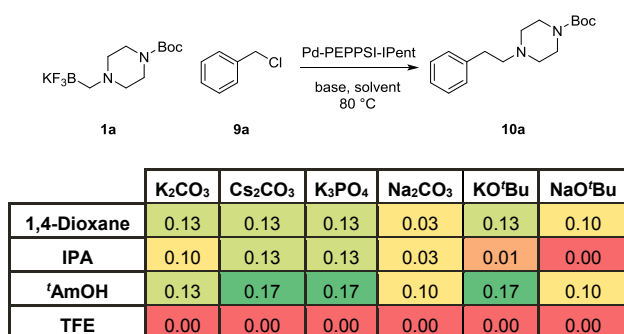 Boc
N
N
KF₃B
1a
Cl
9a
Pd-PEPPSI-IPent
base, solvent
80 °C
Boc
N
N
10a
K₂CO₃ Cs₂CO₃ K₃PO₄ Na₂CO₃ KOᵗBu NaOᵗBu
1,4-Dioxane 0.13 0.13 0.13 0.03 0.13 0.10
IPA 0.10 0.13 0.13 0.03 0.01 0.00
ᵗAmOH 0.13 0.17 0.17 0.10 0.17 0.10
TFE 0.00 0.00 0.00 0.00 0.00 0.00